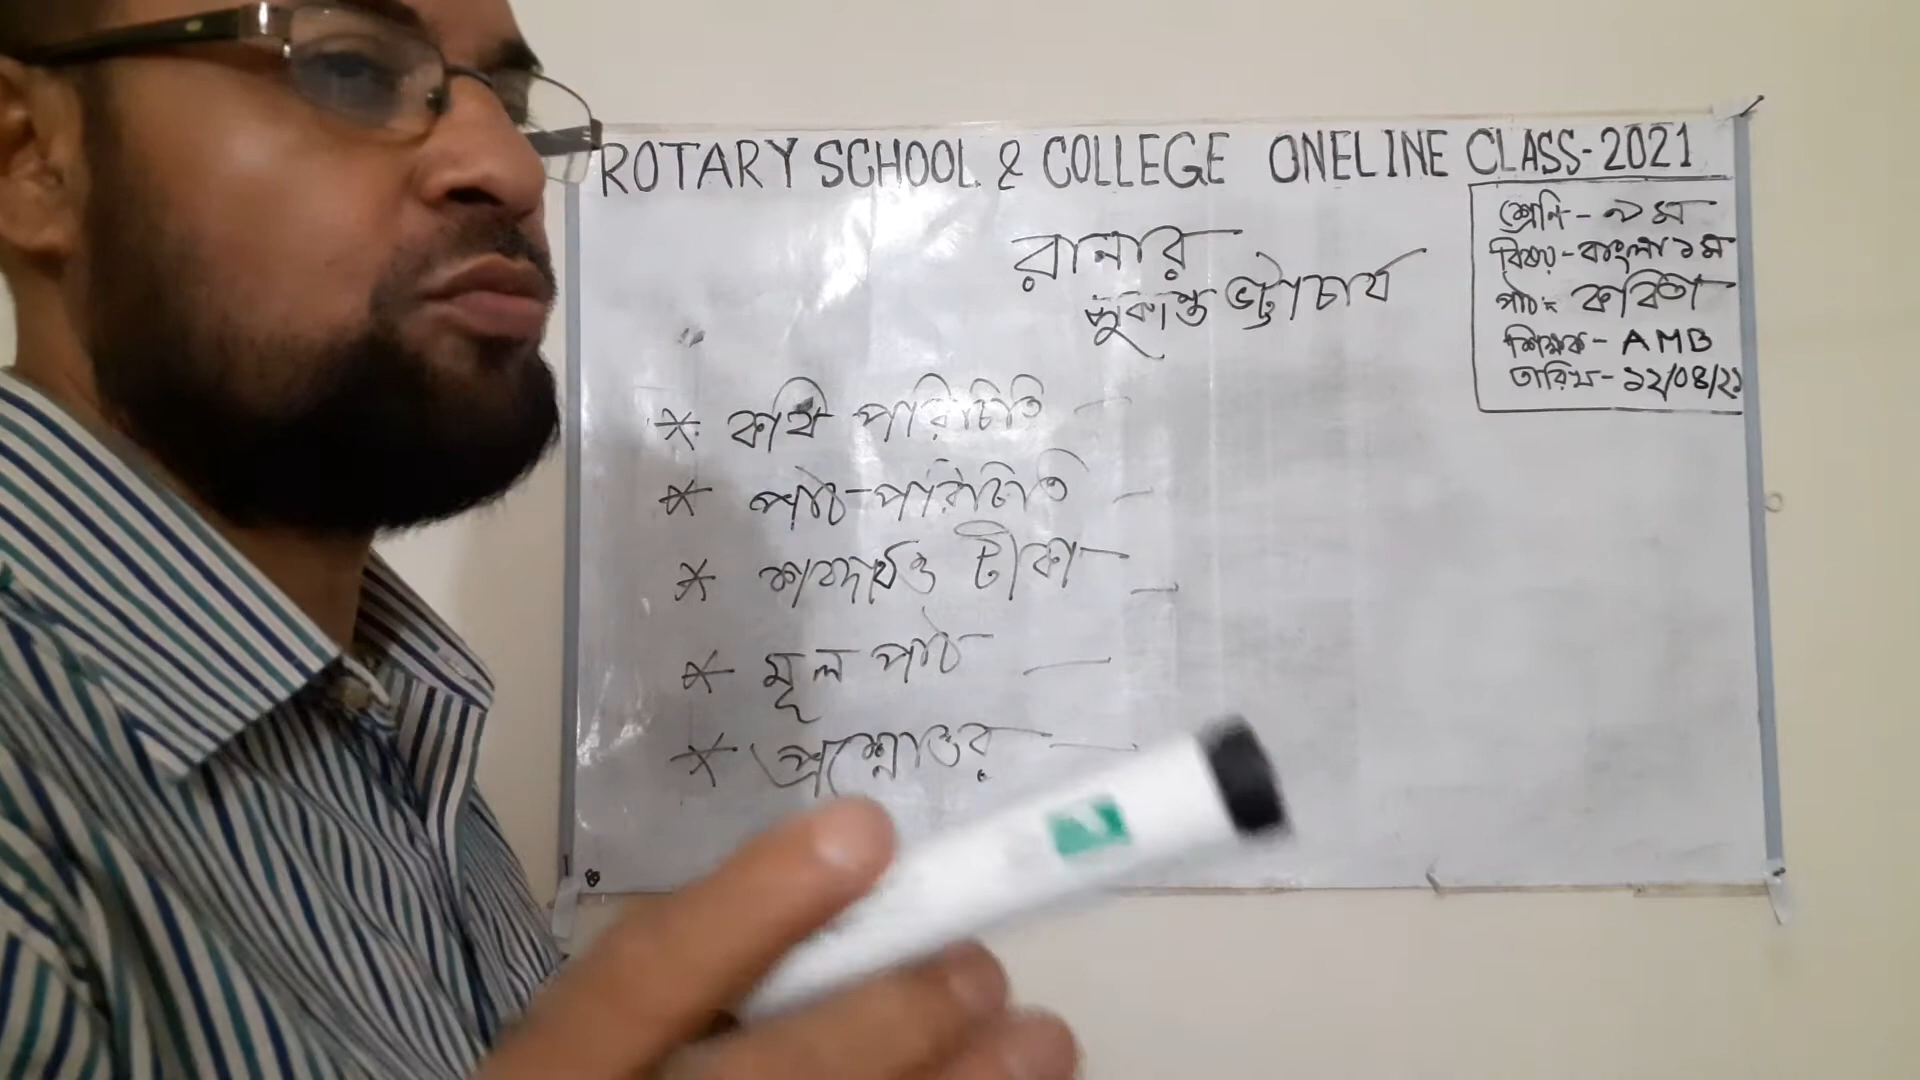 ROTARY SCHOOL & COLLEGE ONELINE CLASS-2021
শ্রেণি - ৯ম
বিষয় - বাংলা ১ম
পাঠ: কবিতা
শিক্ষক - AMB
তারিখ - ১২/০৪/২১
রানার
সুকান্ত ভট্টাচার্য
* কবি পরিচিতি —
* পাঠ-পরিচিতি —
* শব্দার্থ ও টীকা —
* মূল পাঠ —
* প্রশ্নোত্তর —